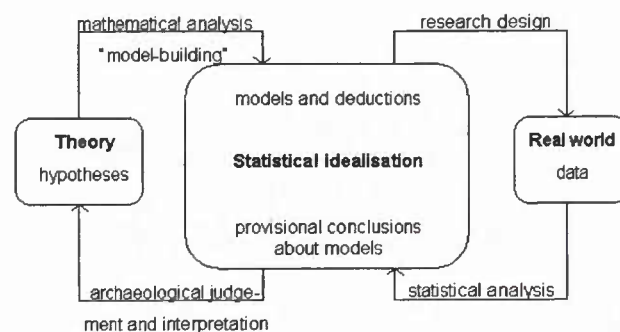 mathematical analysis
"model-building"
research design
models and deductions
Theory
hypotheses
Statistical idealisation
Real world
data
provisional conclusions
about models
archaeological judge-
ment and interpretation
statistical analysis